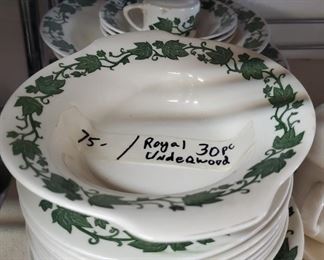 75- / Royal 30pc
Underwood